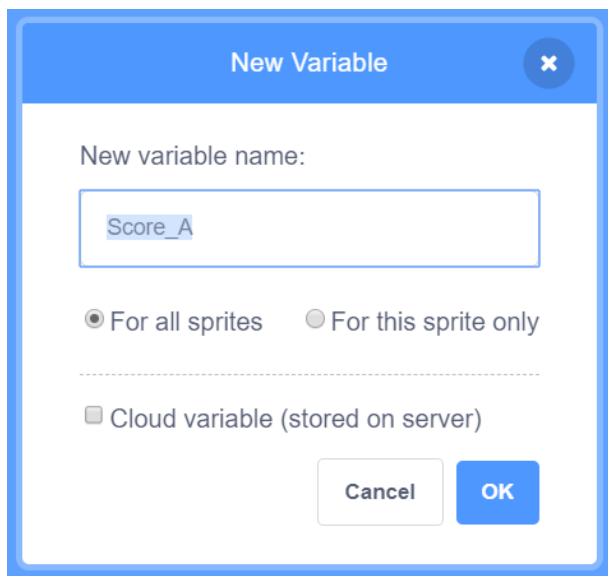 New Variable
New variable name:
Score_A
For all sprites For this sprite only
Cloud variable (stored on server)
Cancel OK